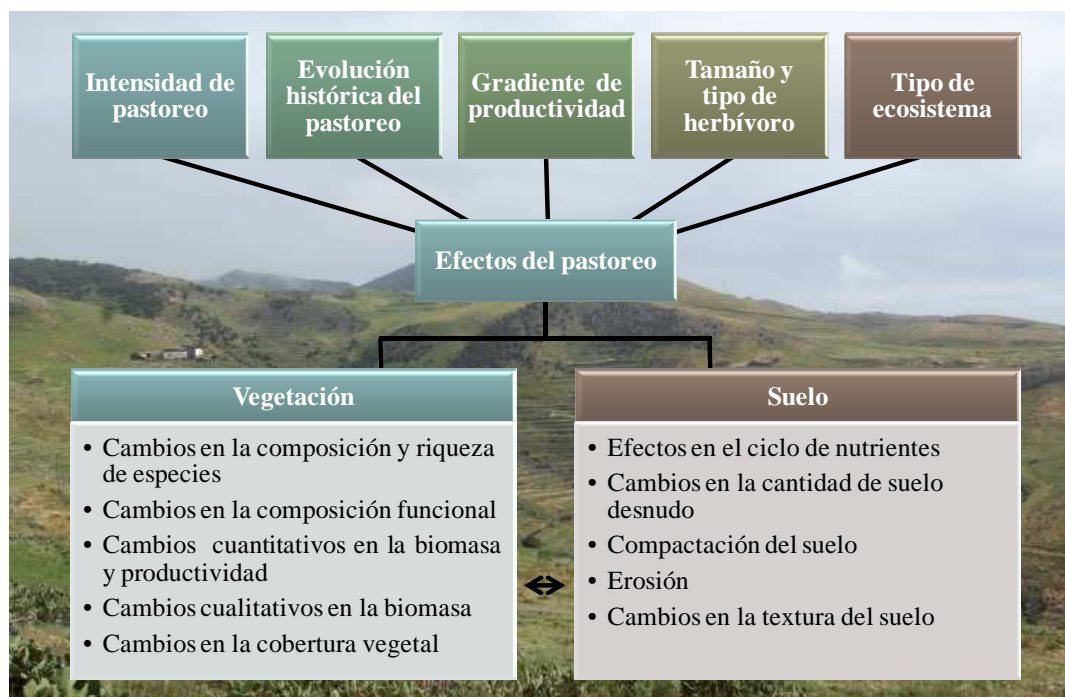 Intensidad de
pastoreo
Evolución
histórica del
pastoreo
Gradiente de
productividad
Tamaño y
tipo de
herbívoro
Tipo de
ecosistema
Efectos del pastoreo
Vegetación
• Cambios en la composición y riqueza
de especies
• Cambios en la composición funcional
• Cambios cuantitativos en la biomasa
y productividad
• Cambios cualitativos en la biomasa
• Cambios en la cobertura vegetal
Suelo
• Efectos en el ciclo de nutrientes
• Cambios en la cantidad de suelo
desnudo
• Compactación del suelo
• Erosión
• Cambios en la textura del suelo